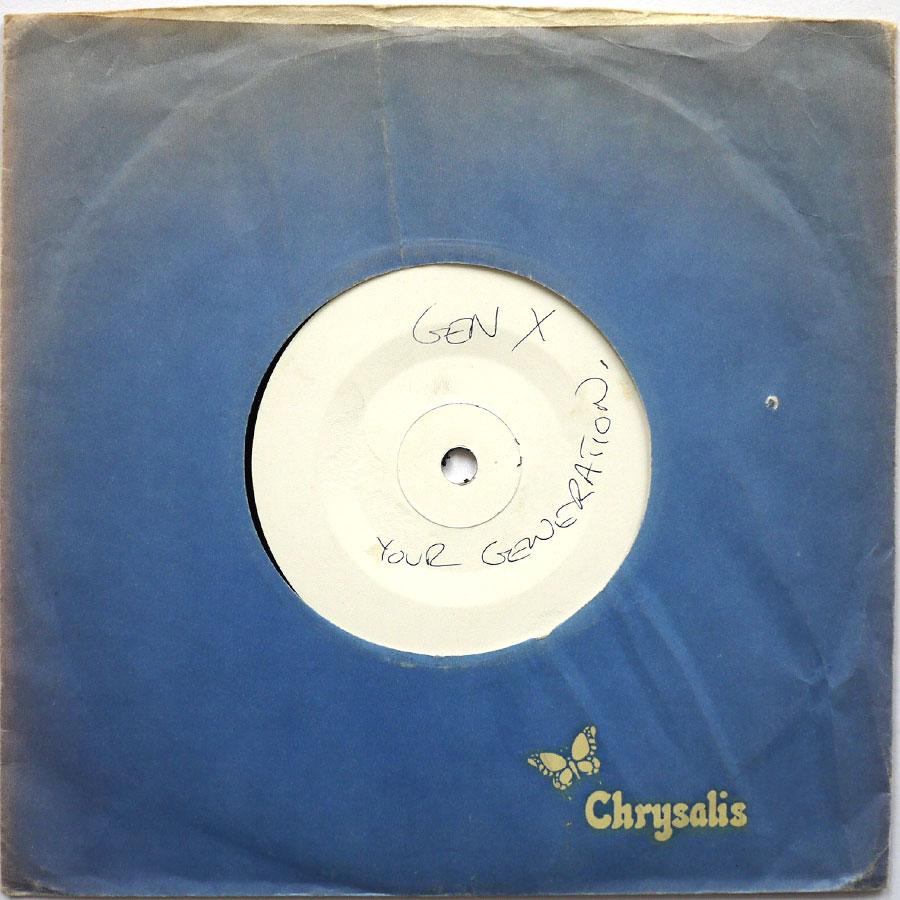 GEN X
YOUR GENERATION.
Chrysalis